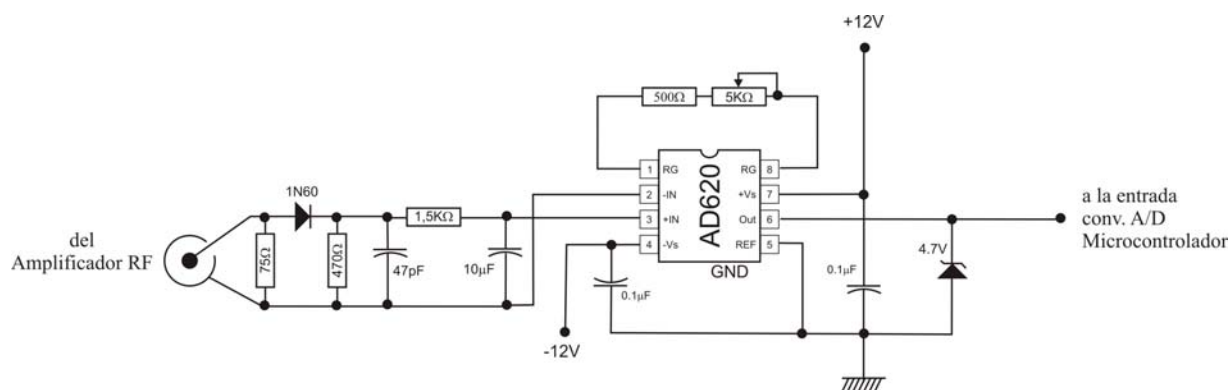 +12V
500Ω
5KΩ
1
RG
RG
8
2
-IN
+Vs
7
3
+IN
Out
6
4
-Vs
REF
5
AD620
GND
1N60
1,5KΩ
75Ω
470Ω
47pF
10µF
0.1µF
-12V
0.1µF
4.7V
del
Amplificador RF
a la entrada
conv. A/D
Microcontrolador